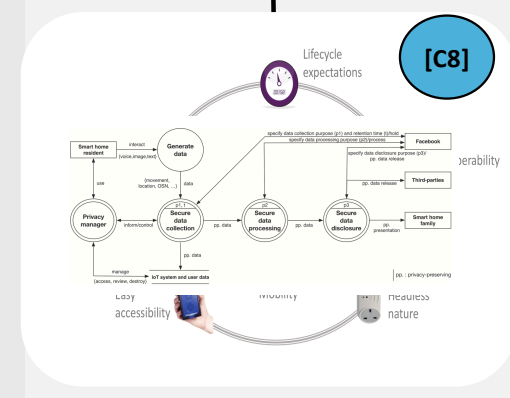 Lifecycle
expectations
[C8]
specify data collection purpose (p1) and retention time (t)/hold
specify data processing purpose (p2)/process
Smart home
resident
interact
(voice,image,text)
Generate
data
Facebook
specify data disclosure purpose (p3)/
pp. data release
perability
use
(movement,
location, OSN, ...)
data
pp. data release
Third-parties
Privacy
manager
inform/control
p1, t
Secure
data
collection
pp. data
p2
Secure
data
processing
pp. data
p3
Secure
data
disclosure
pp.
presentation
Smart home
family
pp. data
manage
(access, review, destroy)
IoT system and user data
pp. : privacy-preserving
Easy
accessibility
Mobility
Headless
nature